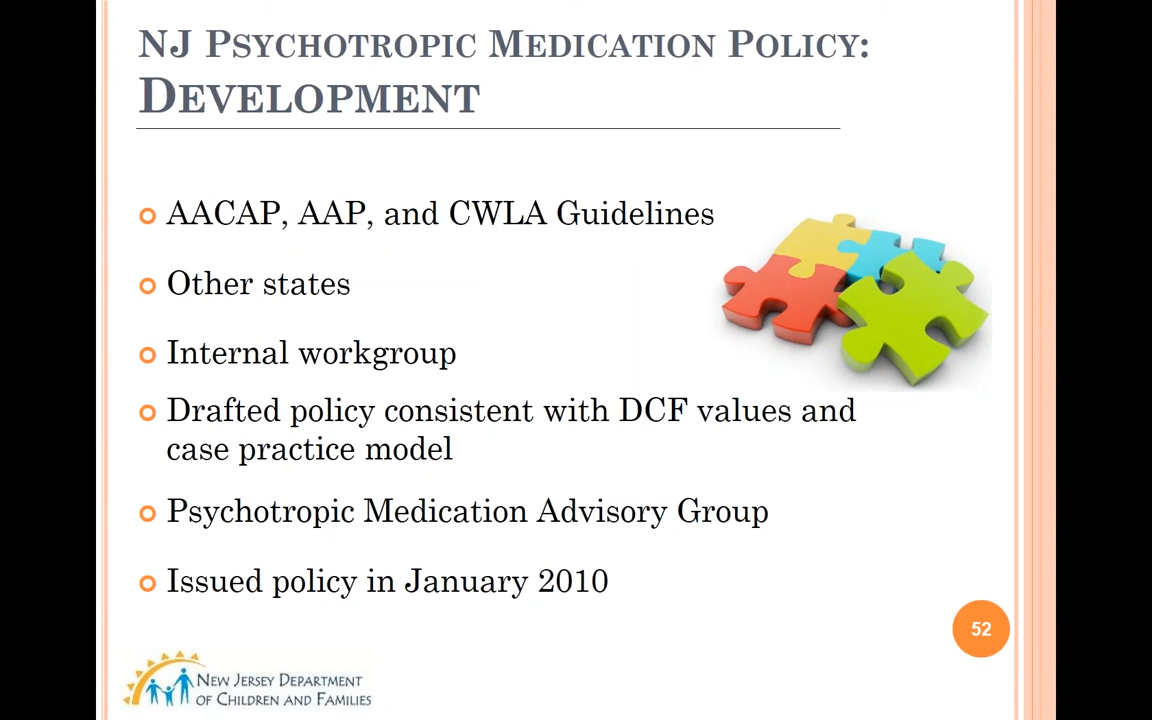 NJ PSYCHOTROPIC MEDICATION POLICY:
DEVELOPMENT
AACAP, AAP, and CWLA Guidelines
Other states
Internal workgroup
Drafted policy consistent with DCF values and
case practice model
Psychotropic Medication Advisory Group
Issued policy in January 2010
52
NEW JERSEY DEPARTMENT
OF CHILDREN AND FAMILIES